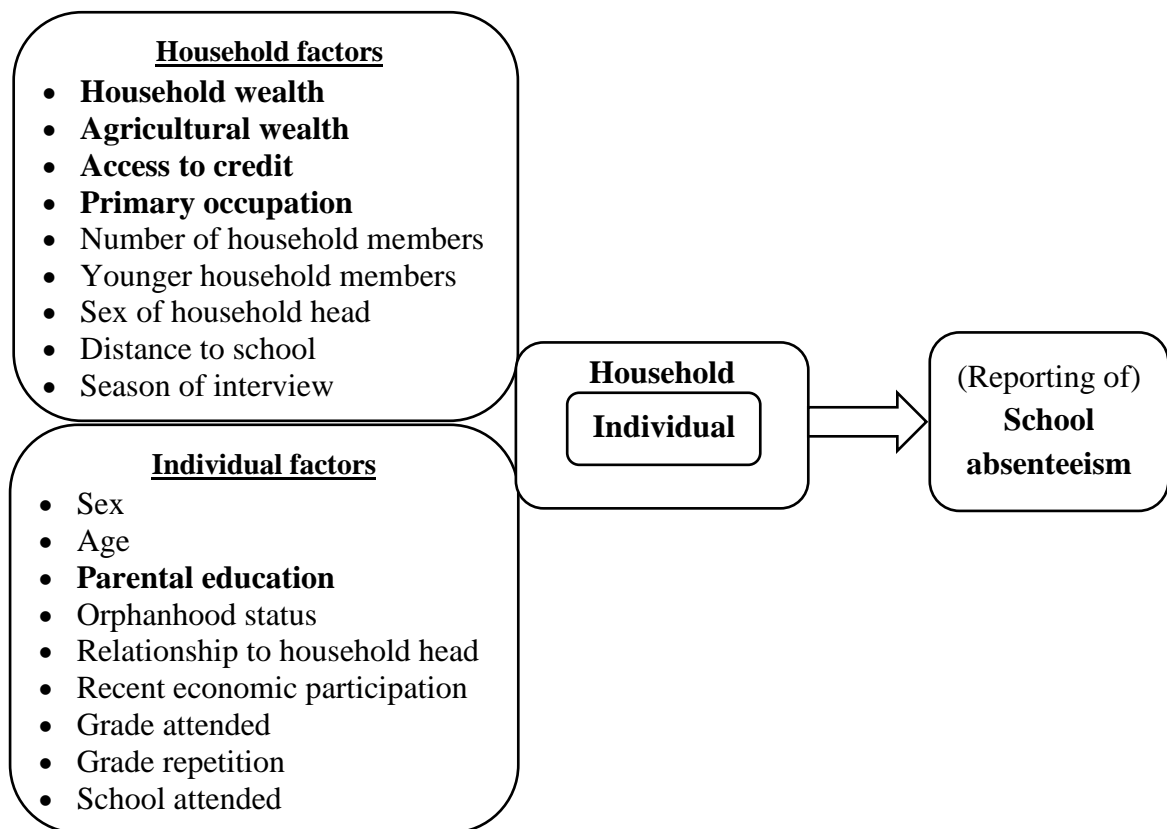 Household factors
• Household wealth
• Agricultural wealth
• Access to credit
• Primary occupation
• Number of household members
• Younger household members
• Sex of household head
• Distance to school
• Season of interview
Individual factors
• Sex
• Age
• Parental education
• Orphanhood status
• Relationship to household head
• Recent economic participation
• Grade attended
• Grade repetition
• School attended
Household
Individual
(Reporting of)
School
absenteeism